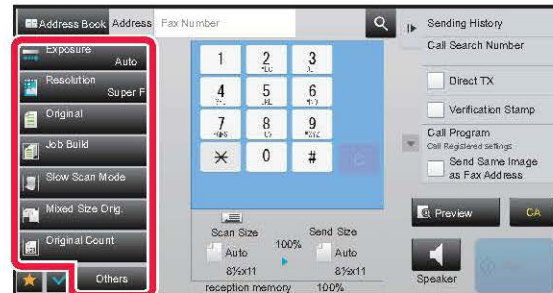 Address Book Address Fax Number
Sending History
Call Search Number
Direct TX
Verification Stamp
Call Program
Call Registered settings
Send Same Image
as Fax Address
Preview
CA
Speaker
Exposure
Auto
Resolution
Super F
Original
Job Build
Slow Scan Mode
Mixed Size Orig.
Original Count
Others
1 2 3
4 5 6
7 8 9
0 #
C
Scan Size 100% Send Size
Auto Auto
8½x11 8½x11
reception memory 100%